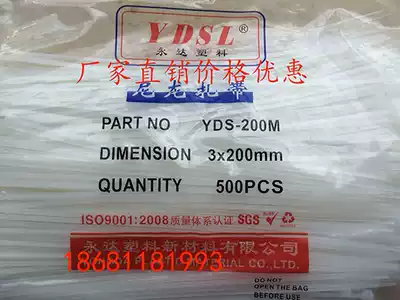 YDSL®
永达塑料
厂家直销价格优惠
尼龙扎带
PART NO YDS-200M
DIMENSION 3x200mm
QUANTITY 500PCS
ISO9001:2008质量体系认证 SGS
永达塑料新材料有限公司
18681181993
CO., LTD.
DO NOT
OPEN THE BAG
BEFORE USE!